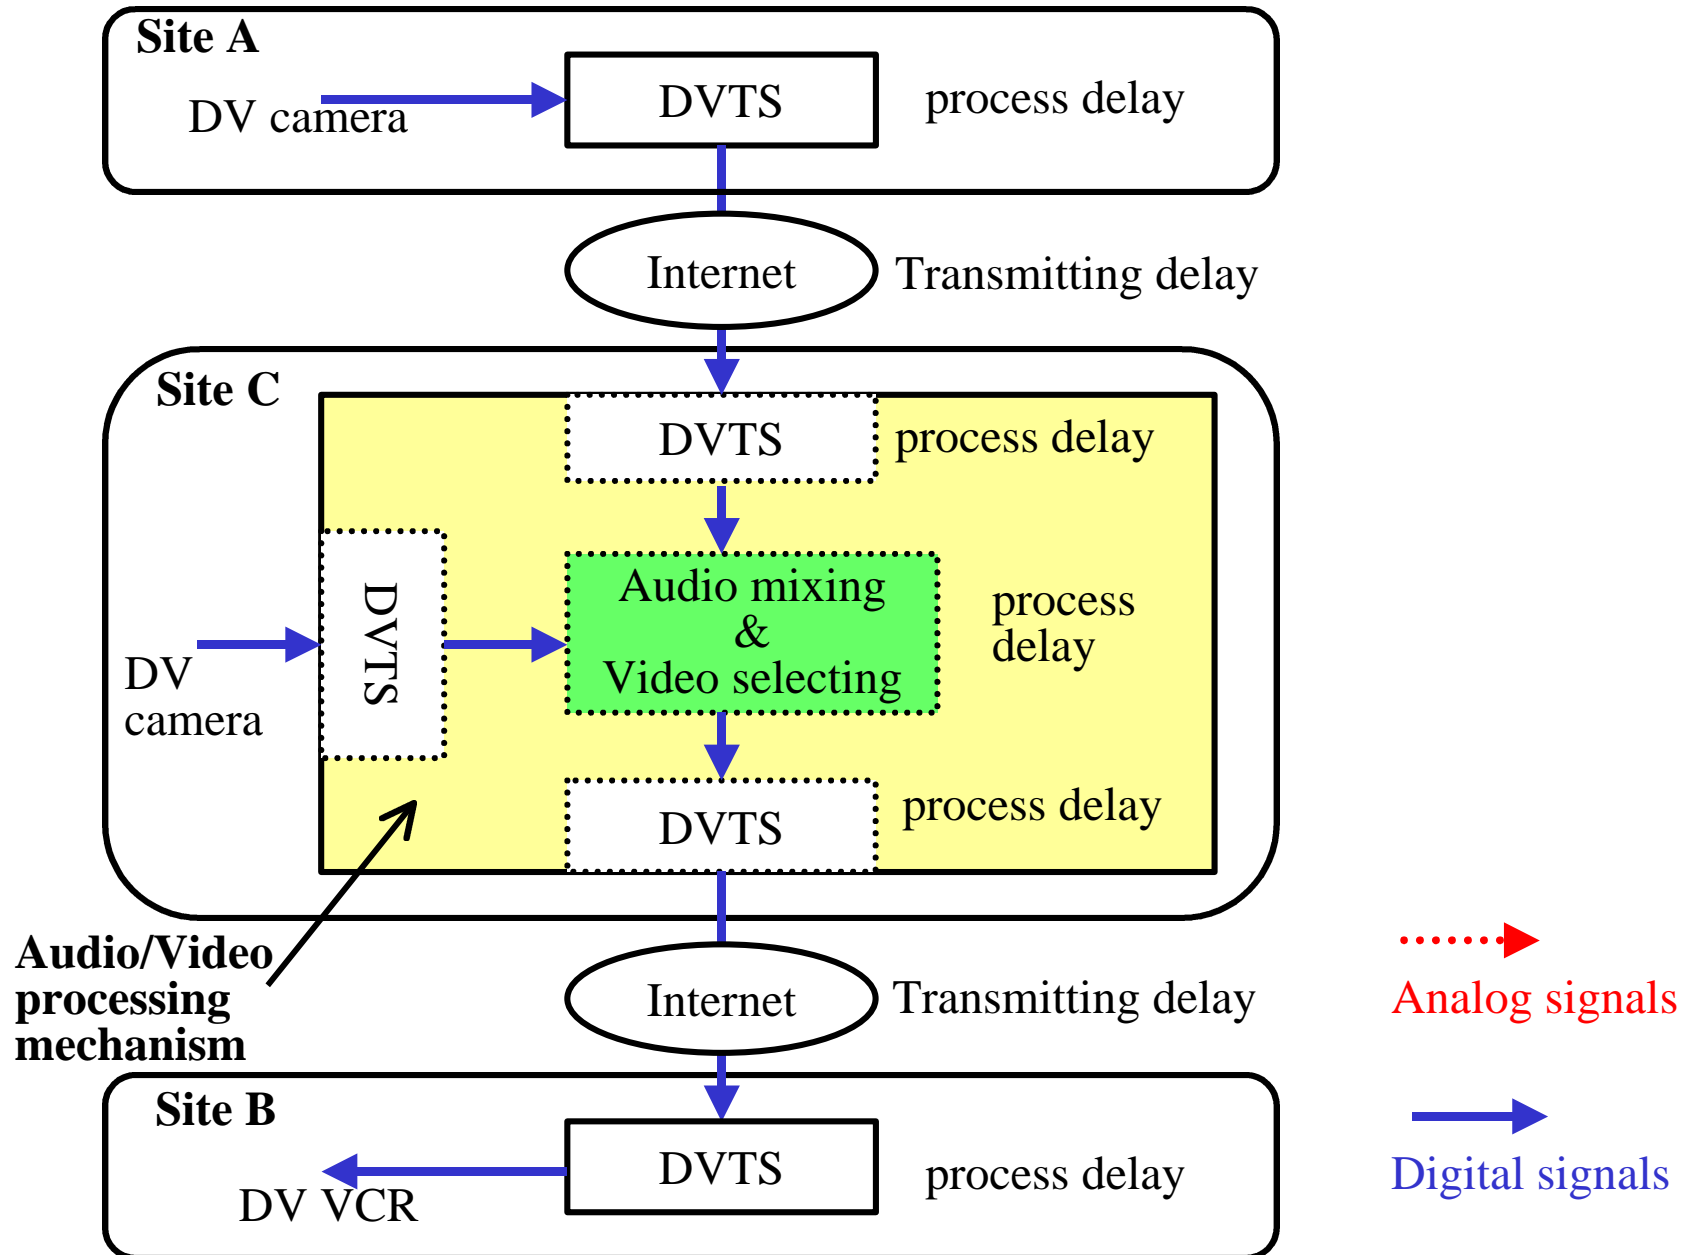 Site A
DV camera
DVTS
process delay
Internet
Transmitting delay
Site C
DVTS
process delay
DV
camera
DVTS
Audio mixing
&
Video selecting
process
delay
DVTS
process delay
Audio/Video
processing
mechanism
Internet
Transmitting delay
Analog signals
Site B
DVTS
process delay
DV VCR
Digital signals